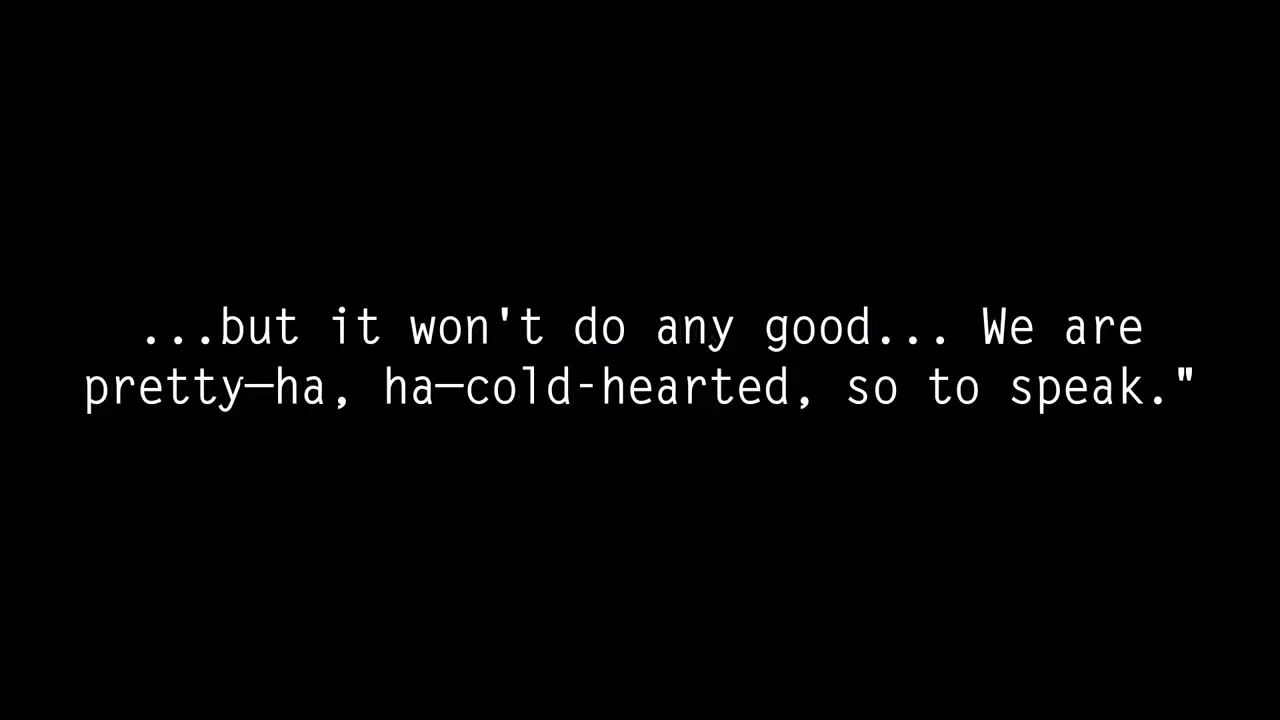 ...but it won't do any good... We are
pretty—ha, ha—cold-hearted, so to speak."